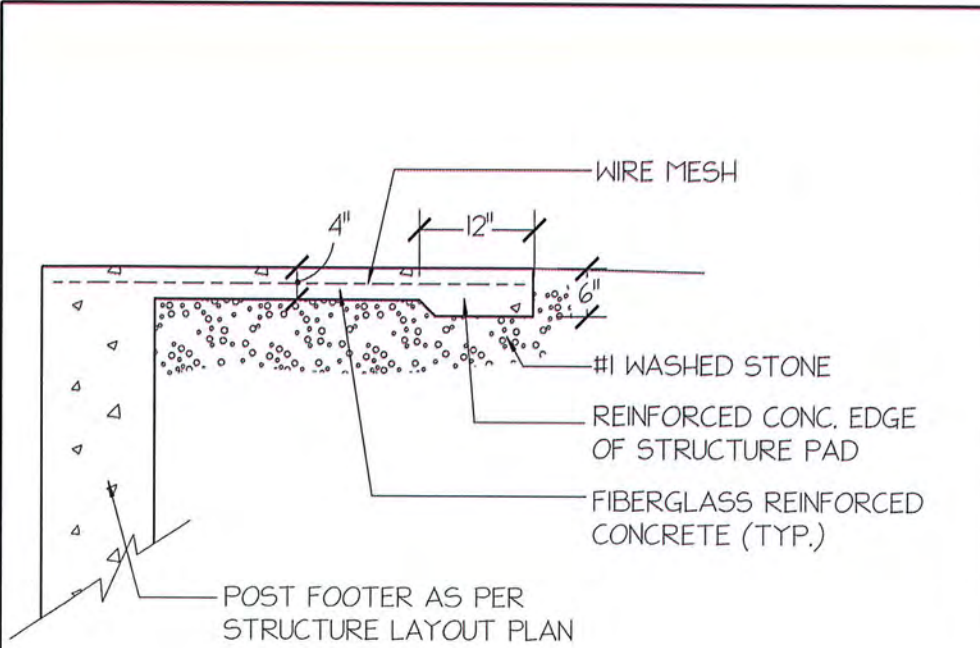 WIRE MESH
4"
12"
6"
#1 WASHED STONE
REINFORCED CONC. EDGE
OF STRUCTURE PAD
FIBERGLASS REINFORCED
CONCRETE (TYP.)
POST FOOTER AS PER
STRUCTURE LAYOUT PLAN